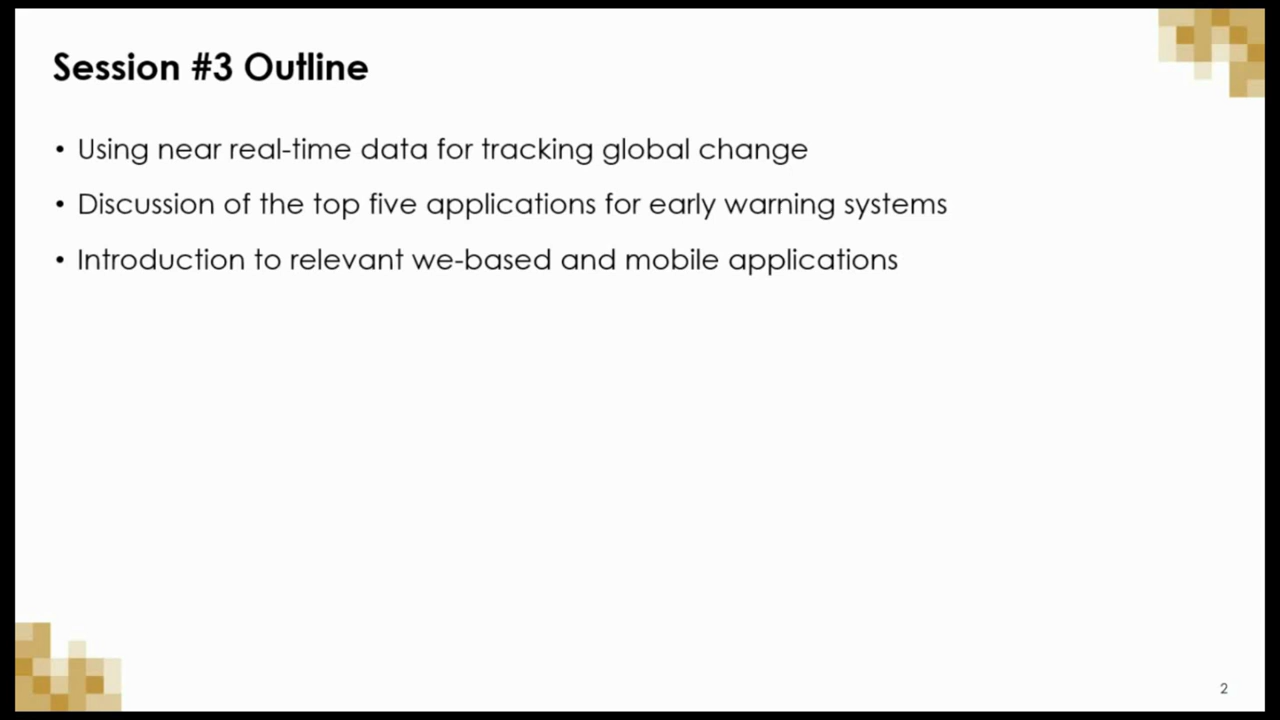 Session #3 Outline
• Using near real-time data for tracking global change
• Discussion of the top five applications for early warning systems
• Introduction to relevant we-based and mobile applications
2